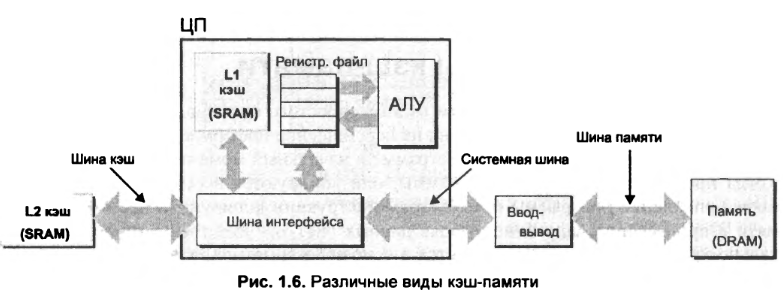 ЦП
L1
кэш
(SRAM)
Регистр. файл
АЛУ
Шина кэш
Системная шина
Шина памяти
L2 кэш
(SRAM)
Шина интерфейса
Ввод-
вывод
Память
(DRAM)
Рис. 1.6. Различные виды кэш-памяти